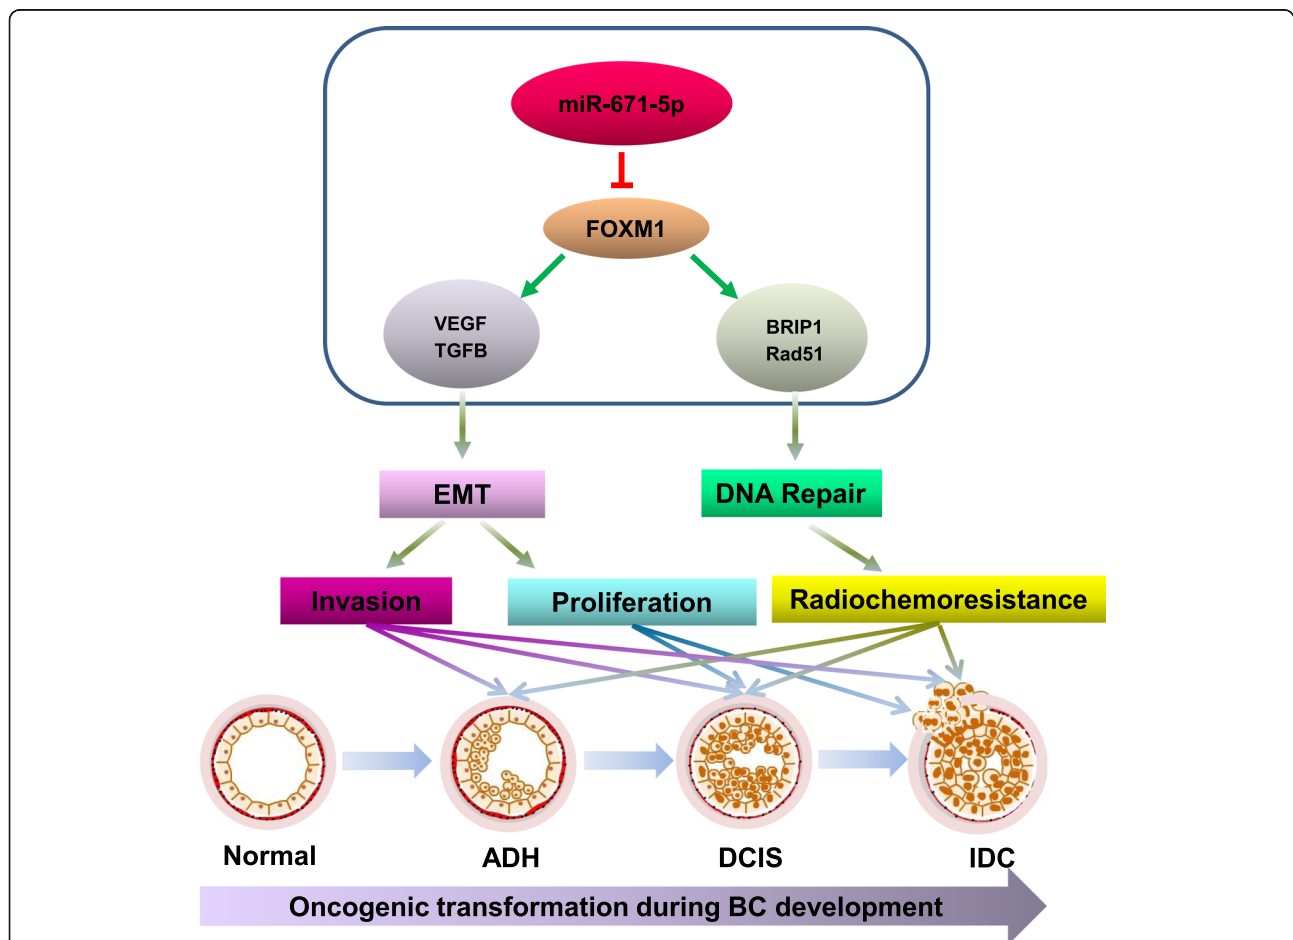 miR-671-5p
FOXM1
VEGF
TGFB
BRIP1
Rad51
EMT
DNA Repair
Invasion
Proliferation
Radiochemoresistance
Normal
ADH
DCIS
IDC
Oncogenic transformation during BC development